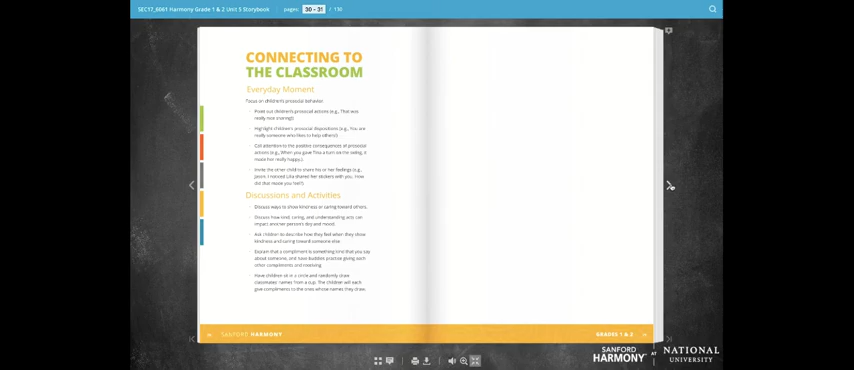 SEC17_6061 Harmony Grade 1 & 2 Unit 5 Storybook
pages: 30 - 31 / 130
CONNECTING TO
THE CLASSROOM
Everyday Moment
Focus on children's prosocial behavior.
Point out children's prosocial actions (e.g., That was
really nice sharing!)
Highlight children's prosocial dispositions (e.g., You are
really someone who likes to help others!)
Call attention to the positive consequences of prosocial
actions (e.g., When you gave Tina a turn on the swing, it
made her really happy.)
Invite the other child to share his or her feelings (e.g.,
Jason, I noticed Lilia shared her stickers with you. How
did that make you feel?)
Discussions and Activities
Discuss ways to show kindness or caring toward others.
Discuss how kind, caring, and understanding acts can
impact another person's day and mood.
Ask children to describe how they feel when they show
kindness and caring toward someone else.
Explain that a compliment is something kind that you say
about someone, and have buddies practice giving each
other compliments and receiving.
Have children sit in a circle and randomly draw
classmates' names from a cup. The children will each
give compliments to the ones whose names they draw.
SANFORD HARMONY
GRADES 1 & 2
SANFORD
HARMONY AT NATIONAL
UNIVERSITY